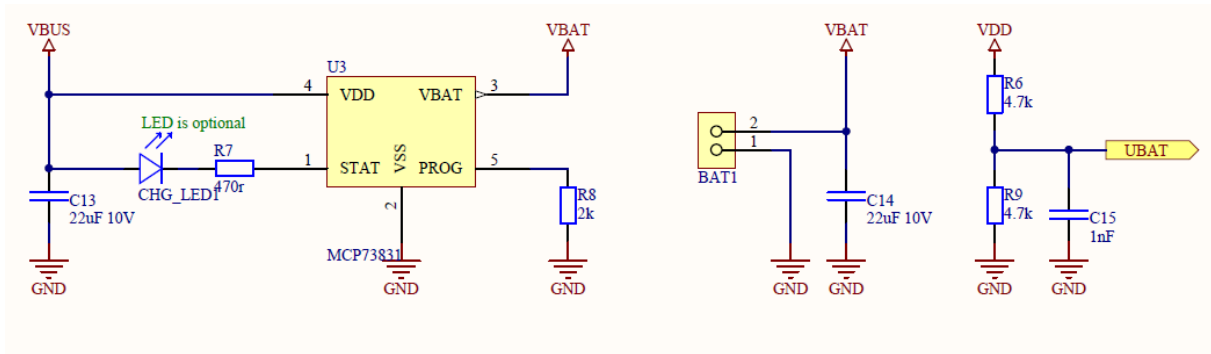 VBUS
VBAT
VBAT
VDD
U3
4
VDD
VBAT
3
R6
4.7k
LED is optional
2
R7
1
UBAT
1
STAT
VSS
PROG
5
470r
CHG_LED1
BAT1
C13
22uF 10V
2
R8
2k
C14
22uF 10V
R9
4.7k
C15
1nF
MCP73831
GND
GND
GND
GND
GND
GND
GND